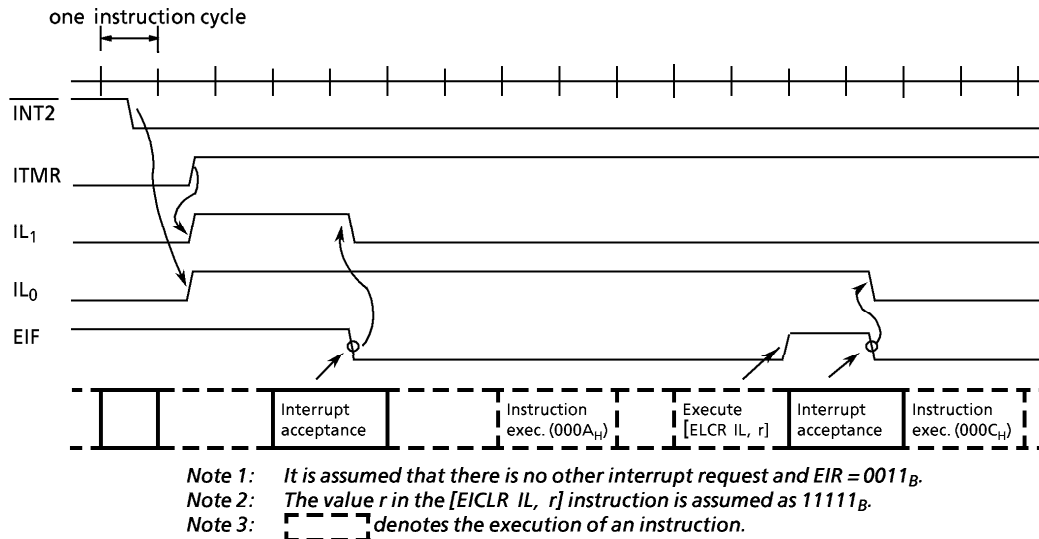 one instruction cycle
INT2
ITMR
IL1
IL0
EIF
Interrupt acceptance
Instruction exec. (000AH)
Execute [ELCR IL, r]
Interrupt acceptance
Instruction exec. (000CH)
Note 1: It is assumed that there is no other interrupt request and EIR = 0011B.
Note 2: The value r in the [EICLR IL, r] instruction is assumed as 11111B.
Note 3: denotes the execution of an instruction.